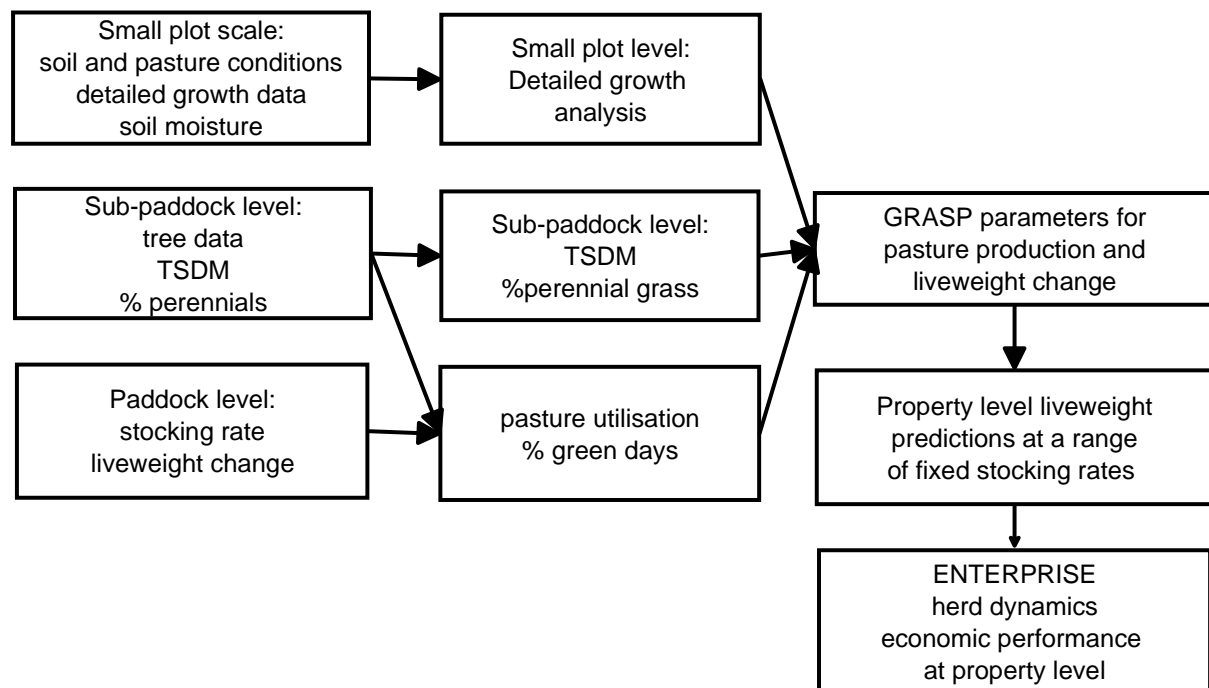 Small plot scale:
soil and pasture conditions
detailed growth data
soil moisture
Small plot level:
Detailed growth
analysis
Sub-paddock level:
tree data
TSDM
% perennials
Sub-paddock level:
TSDM
%perennial grass
GRASP parameters for
pasture production and
liveweight change
Paddock level:
stocking rate
liveweight change
pasture utilisation
% green days
Property level liveweight
predictions at a range
of fixed stocking rates
ENTERPRISE
herd dynamics
economic performance
at property level